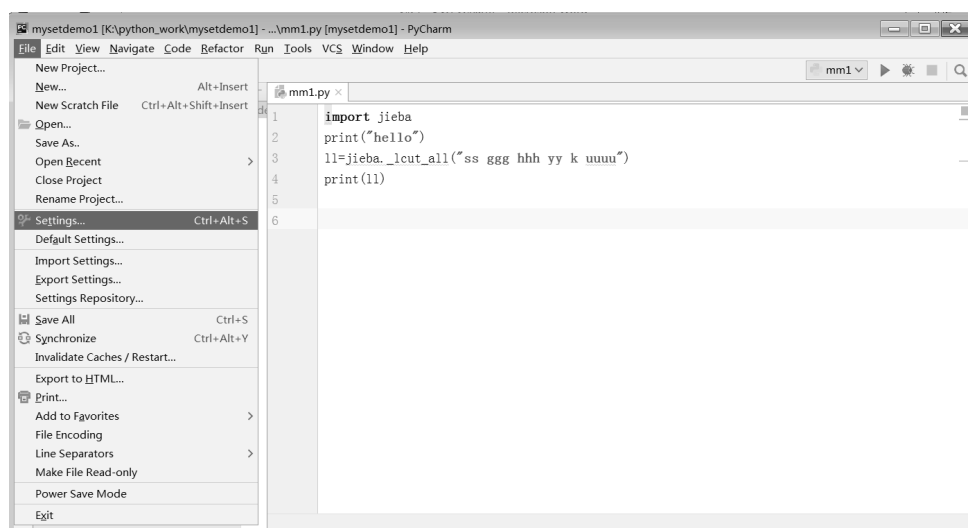 mysetdemo1 [K:\python_work\mysetdemo1] - ...\mm1.py [mysetdemo1] - PyCharm
File Edit View Navigate Code Refactor Run Tools VCS Window Help
mm1
New Project...
New... Alt+Insert
New Scratch File Ctrl+Alt+Shift+Insert
Open...
Save As..
Open Recent
Close Project
Rename Project...
Settings... Ctrl+Alt+S
Default Settings...
Import Settings...
Export Settings...
Settings Repository...
Save All Ctrl+S
Synchronize Ctrl+Alt+Y
Invalidate Caches / Restart...
Export to HTML...
Print...
Add to Favorites
File Encoding
Line Separators
Make File Read-only
Power Save Mode
Exit
mm1.py
1 import jieba
2 print("hello")
3 ll=jieba._lcut_all("ss ggg hhh yy k uuuu")
4 print(ll)
5
6